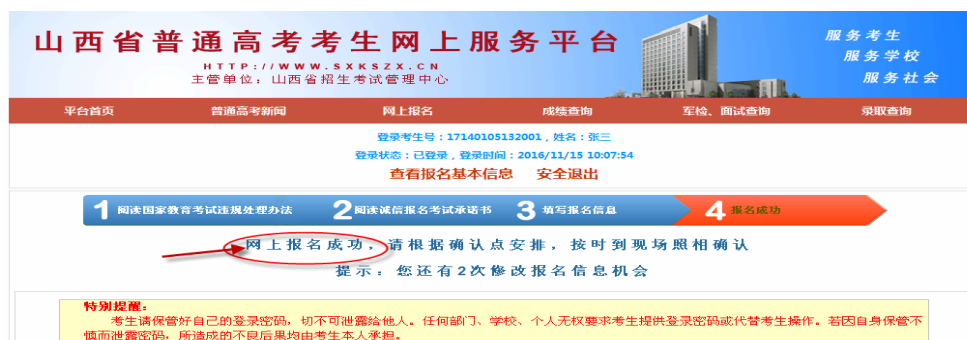 山西省普通高考考生网上服务平台
HTTP://WWW.SXKSZX.CN
主管单位：山西省招生考试管理中心
服务考生
服务学校
服务社会
平台首页 普通高考新闻 网上报名 成绩查询 军检、面试查询 录取查询
登录考生号：17140105132001，姓名：张三
登录状态：已登录，登录时间：2016/11/15 10:07:54
查看报名基本信息 安全退出
1 阅读国家教育考试违规处理办法 2 阅读诚信报名考试承诺书 3 填写报名信息 4 报名成功
网上报名成功，请根据确认点安排，按时到现场照相确认
提示：您还有2次修改报名信息机会
特别提醒：
考生请保管好自己的登录密码，切不可泄露给他人。任何部门、学校、个人无权要求考生提供登录密码或代替考生操作。若因自身保管不
慎而泄露密码，所造成的不良后果均由考生本人承担。